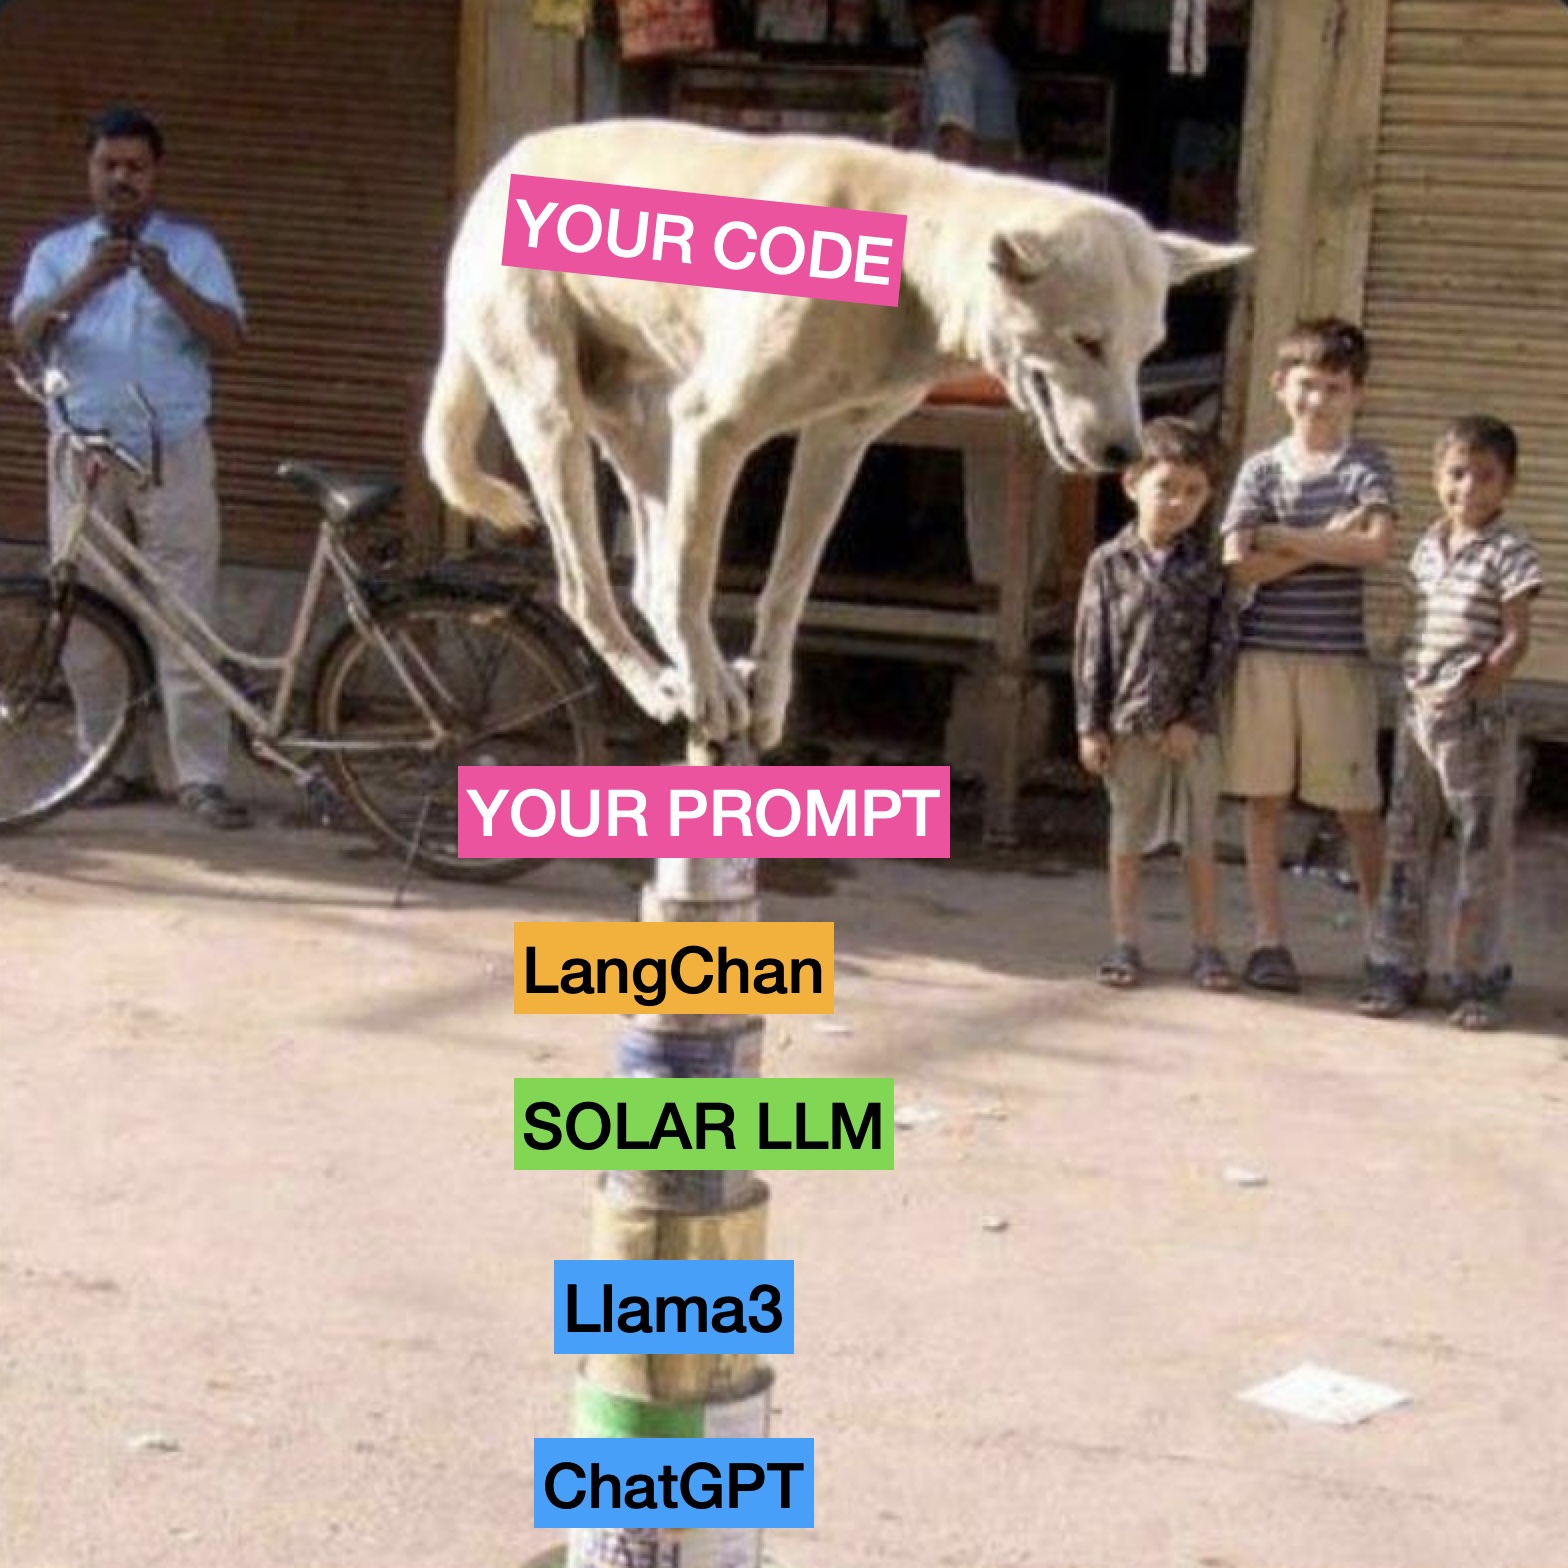 YOUR CODE
YOUR PROMPT
LangChan
SOLAR LLM
Llama3
ChatGPT